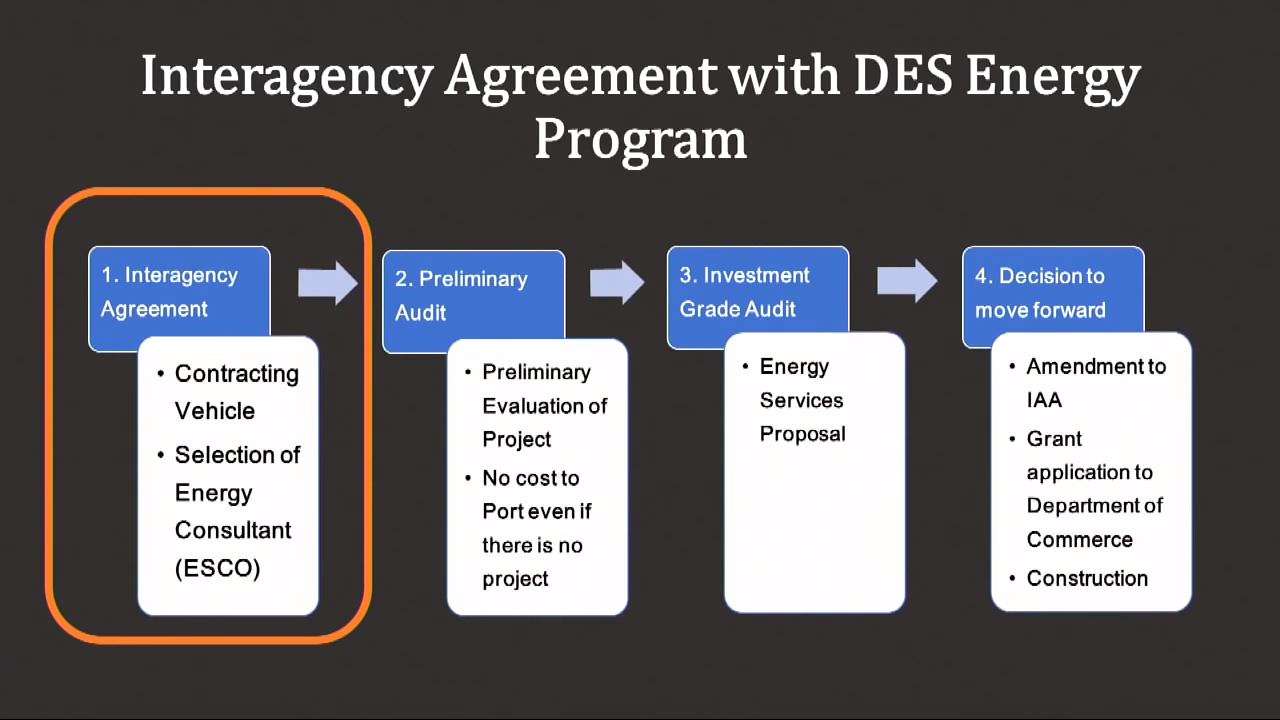 Interagency Agreement with DES Energy
Program
1. Interagency
Agreement
• Contracting
Vehicle
• Selection of
Energy
Consultant
(ESCO)
2. Preliminary
Audit
• Preliminary
Evaluation of
Project
• No cost to
Port even if
there is no
project
3. Investment
Grade Audit
• Energy
Services
Proposal
4. Decision to
move forward
• Amendment to
IAA
• Grant
application to
Department of
Commerce
• Construction